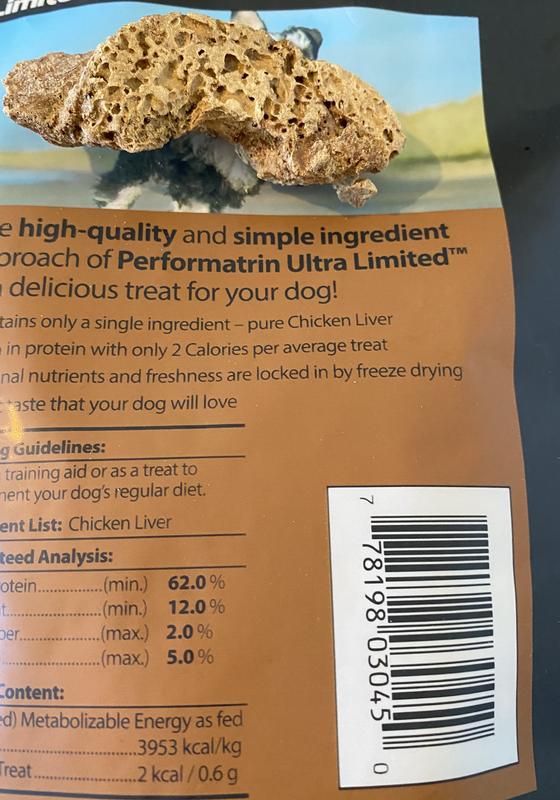 Limit
e high-quality and simple ingredient
proach of Performatrin Ultra Limited™
delicious treat for your dog!
tains only a single ingredient – pure Chicken Liver
in protein with only 2 Calories per average treat
nal nutrients and freshness are locked in by freeze drying
taste that your dog will love
g Guidelines:
training aid or as a treat to
ment your dog's regular diet.
ent List: Chicken Liver
teed Analysis:
otein..............(min.) 62.0 %
t....................(min.) 12.0 %
ber.................(max.) 2.0 %
....................(max.) 5.0 %
Content:
ed) Metabolizable Energy as fed
......................3953 kcal/kg
Treat.....................2 kcal / 0.6 g
7 78198 03045 0